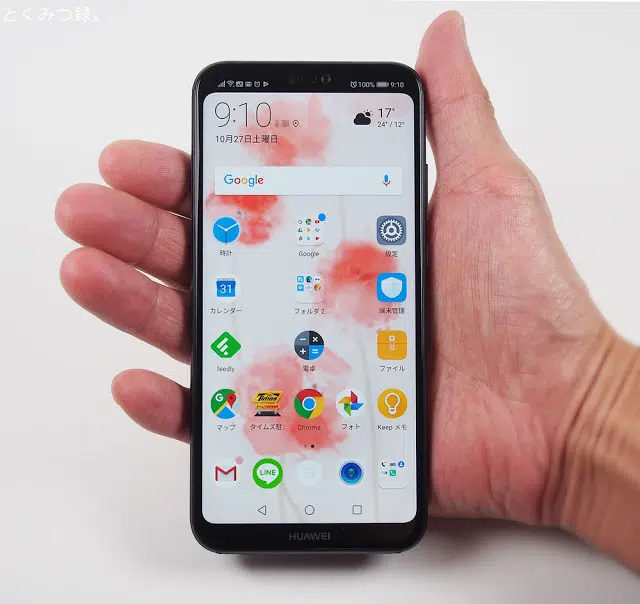 とくみつ録。
100% 9:10
9:10
10月27日土曜日
17°
24° / 12°
Google
時計
Google
設定
31
カレンダー
フォルダ2
端末管理
feedly
電卓
ファイル
Times
マップ
タイムズ駐
Chrome
フォト
Keep メモ
LINE
HUAWEI